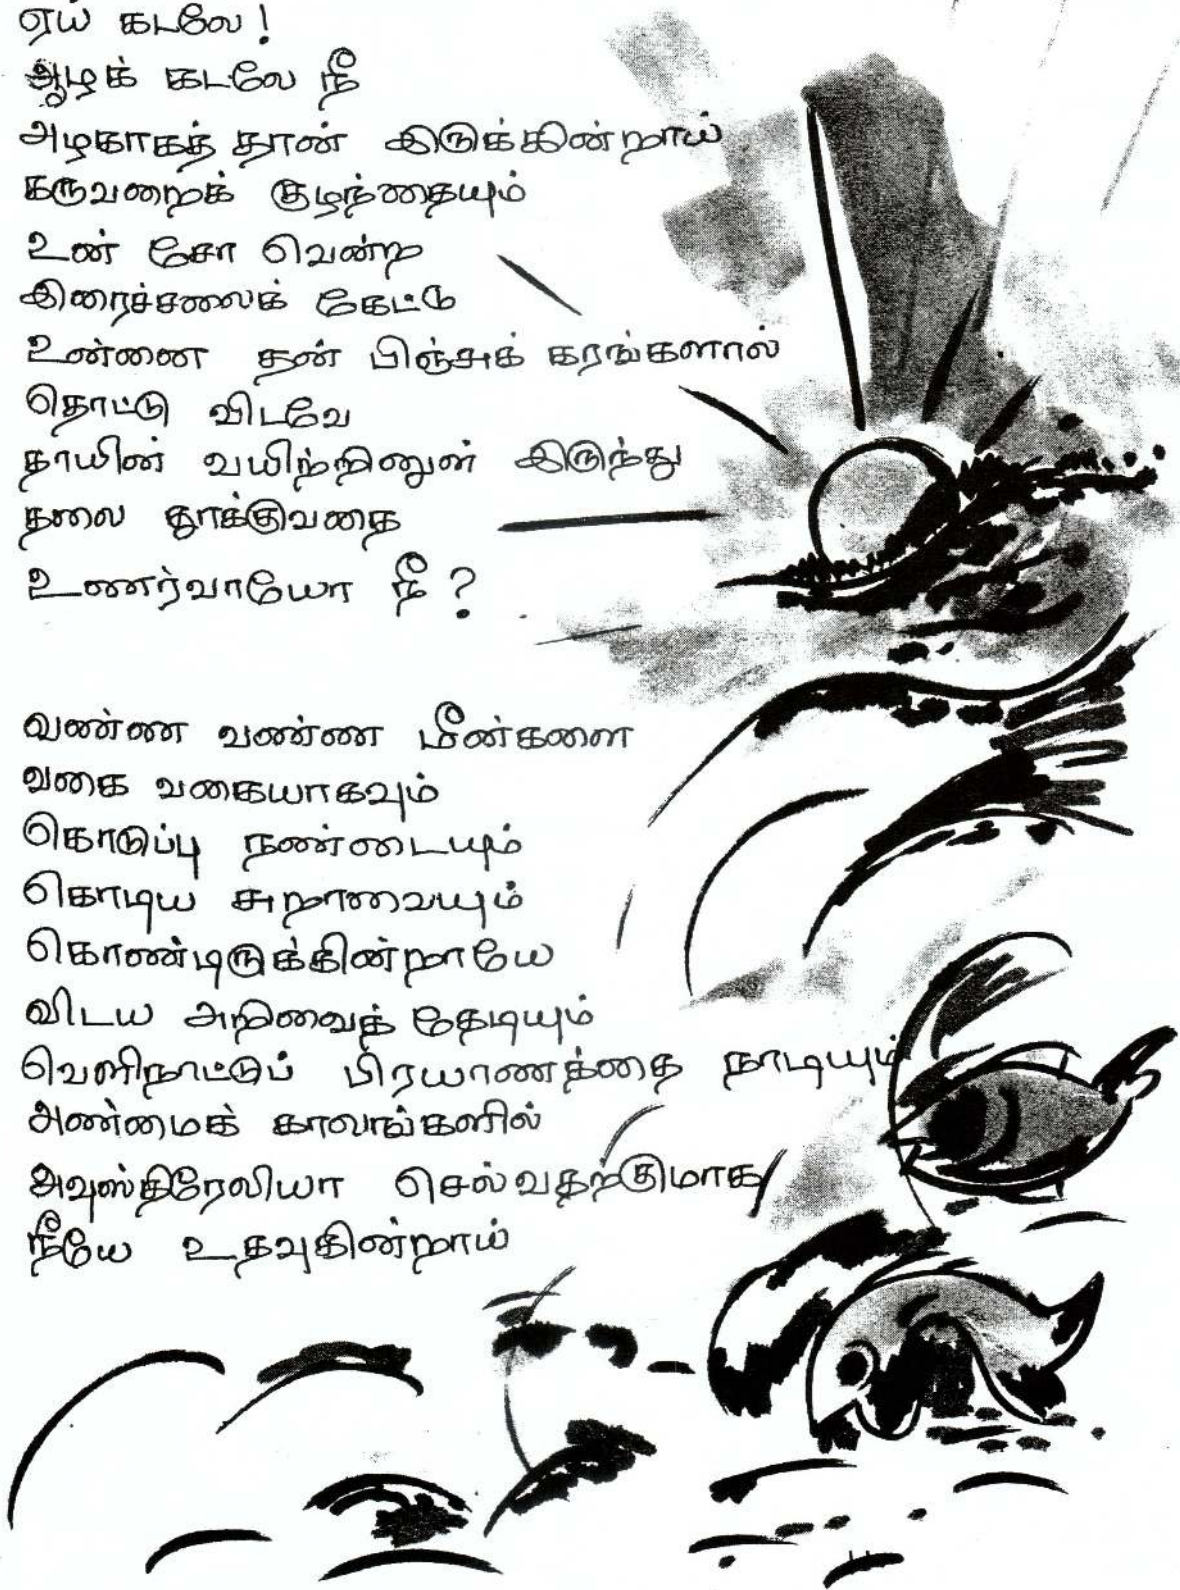 ஏய் கடலே!
ஆழக் கடலே நீ
அழகாகத் தான் இருக்கின்றாய்
கருவறைக் குழந்தையும்
உன் சோ வென்ற
இரைச்சலைக் கேட்டு
உன்னை தன் பிஞ்சுக் கரங்களால்
தொட்டு விடவே
தாயின் வயிற்றினுள் இருந்து
தலை தூக்குவதை
உணர்வாயோ நீ?
வண்ண வண்ண மீன்களை
வகை வகையாகவும்
கொடுப்பு நண்டையும்
கொடிய சுறாவையும்
கொண்டிருக்கின்றாயே
விடய அறிவைத் தேடியும்
வெளிநாட்டுப் பிரயாணத்தை நாடியும்
அண்மைக் காலங்களில்
அவுஸ்திரேலியா செல்வதற்குமாக
நீயே உதவுகின்றாய்